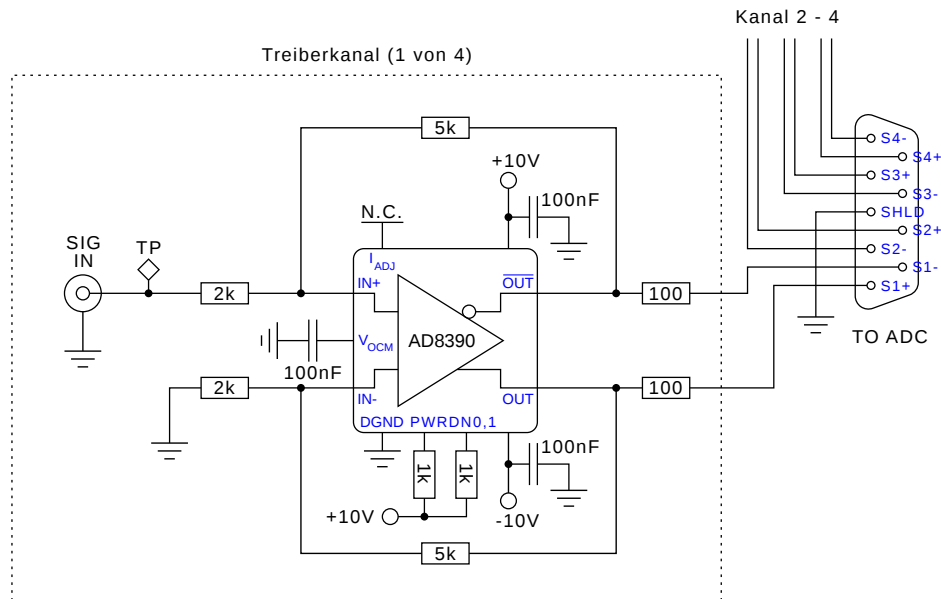 Kanal 2 - 4
Treiberkanal (1 von 4)
5k
+10V
100nF
N.C.
S4-
S4+
S3+
S3-
SHLD
S2+
S2-
S1-
S1+
TO ADC
SIG
IN
TP
2k
I ADJ
IN+
OUT
100
V OCM
AD8390
100nF
2k
IN-
OUT
100
DGND PWRDN0,1
1k
1k
100nF
+10V
-10V
5k